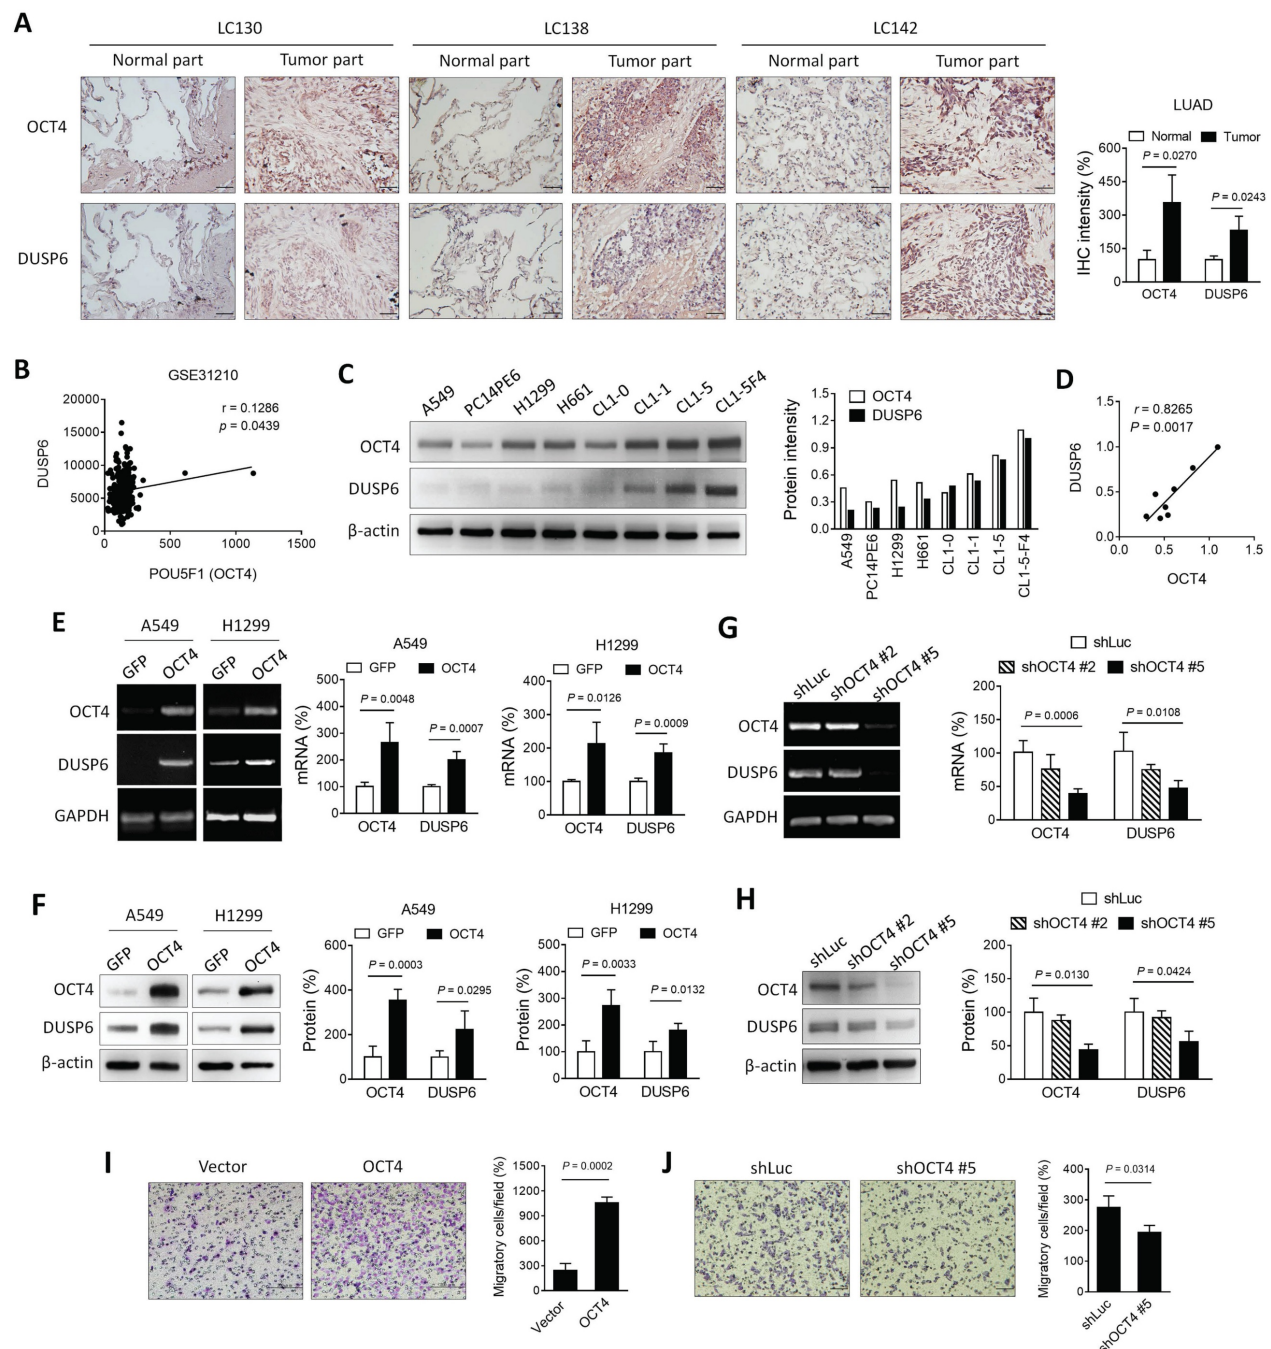 A
LC130
LC138
LC142
Normal part
Tumor part
Normal part
Tumor part
Normal part
Tumor part
OCT4
DUSP6
LUAD
Normal
Tumor
IHC intensity (%)
600
450
300
150
0
P = 0.0270
P = 0.0243
OCT4
DUSP6
B
GSE31210
DUSP6
20000
15000
10000
5000
0
r = 0.1286
p = 0.0439
0
500
1000
1500
POU5F1 (OCT4)
C
A549
PC14PE6
H1299
H661
CL1-0
CL1-1
CL1-5
CL1-5F4
OCT4
DUSP6
β-actin
Protein intensity
1.5
1.2
0.9
0.6
0.3
0.0
OCT4
DUSP6
A549
PC14PE6
H1299
H661
CL1-0
CL1-1
CL1-5
CL1-5-F4
D
DUSP6
1.5
1.0
0.5
0.0
r = 0.8265
P = 0.0017
0.0
0.5
1.0
1.5
OCT4
E
A549
H1299
GFP
OCT4
GFP
OCT4
OCT4
DUSP6
GAPDH
A549
GFP
OCT4
mRNA (%)
500
400
300
200
100
0
P = 0.0048
P = 0.0007
OCT4
DUSP6
H1299
GFP
OCT4
mRNA (%)
400
300
200
100
0
P = 0.0126
P = 0.0009
OCT4
DUSP6
G
shLuc
shOCT4 #2
shOCT4 #5
OCT4
DUSP6
GAPDH
shLuc
shOCT4 #2
shOCT4 #5
mRNA (%)
200
150
100
50
0
P = 0.0006
P = 0.0108
OCT4
DUSP6
F
A549
H1299
GFP
OCT4
GFP
OCT4
OCT4
DUSP6
β-actin
A549
GFP
OCT4
Protein (%)
600
400
200
0
P = 0.0003
P = 0.0295
OCT4
DUSP6
H1299
GFP
OCT4
Protein (%)
500
400
300
200
100
0
P = 0.0033
P = 0.0132
OCT4
DUSP6
H
shLuc
shOCT4 #2
shOCT4 #5
OCT4
DUSP6
β-actin
shLuc
shOCT4 #2
shOCT4 #5
Protein (%)
200
150
100
50
0
P = 0.0130
P = 0.0424
OCT4
DUSP6
I
Vector
OCT4
Migratory cells/field (%)
1500
1200
900
600
300
0
P = 0.0002
Vector
OCT4
J
shLuc
shOCT4 #5
Migratory cells/field (%)
400
300
200
100
0
P = 0.0314
shLuc
shOCT4 #5